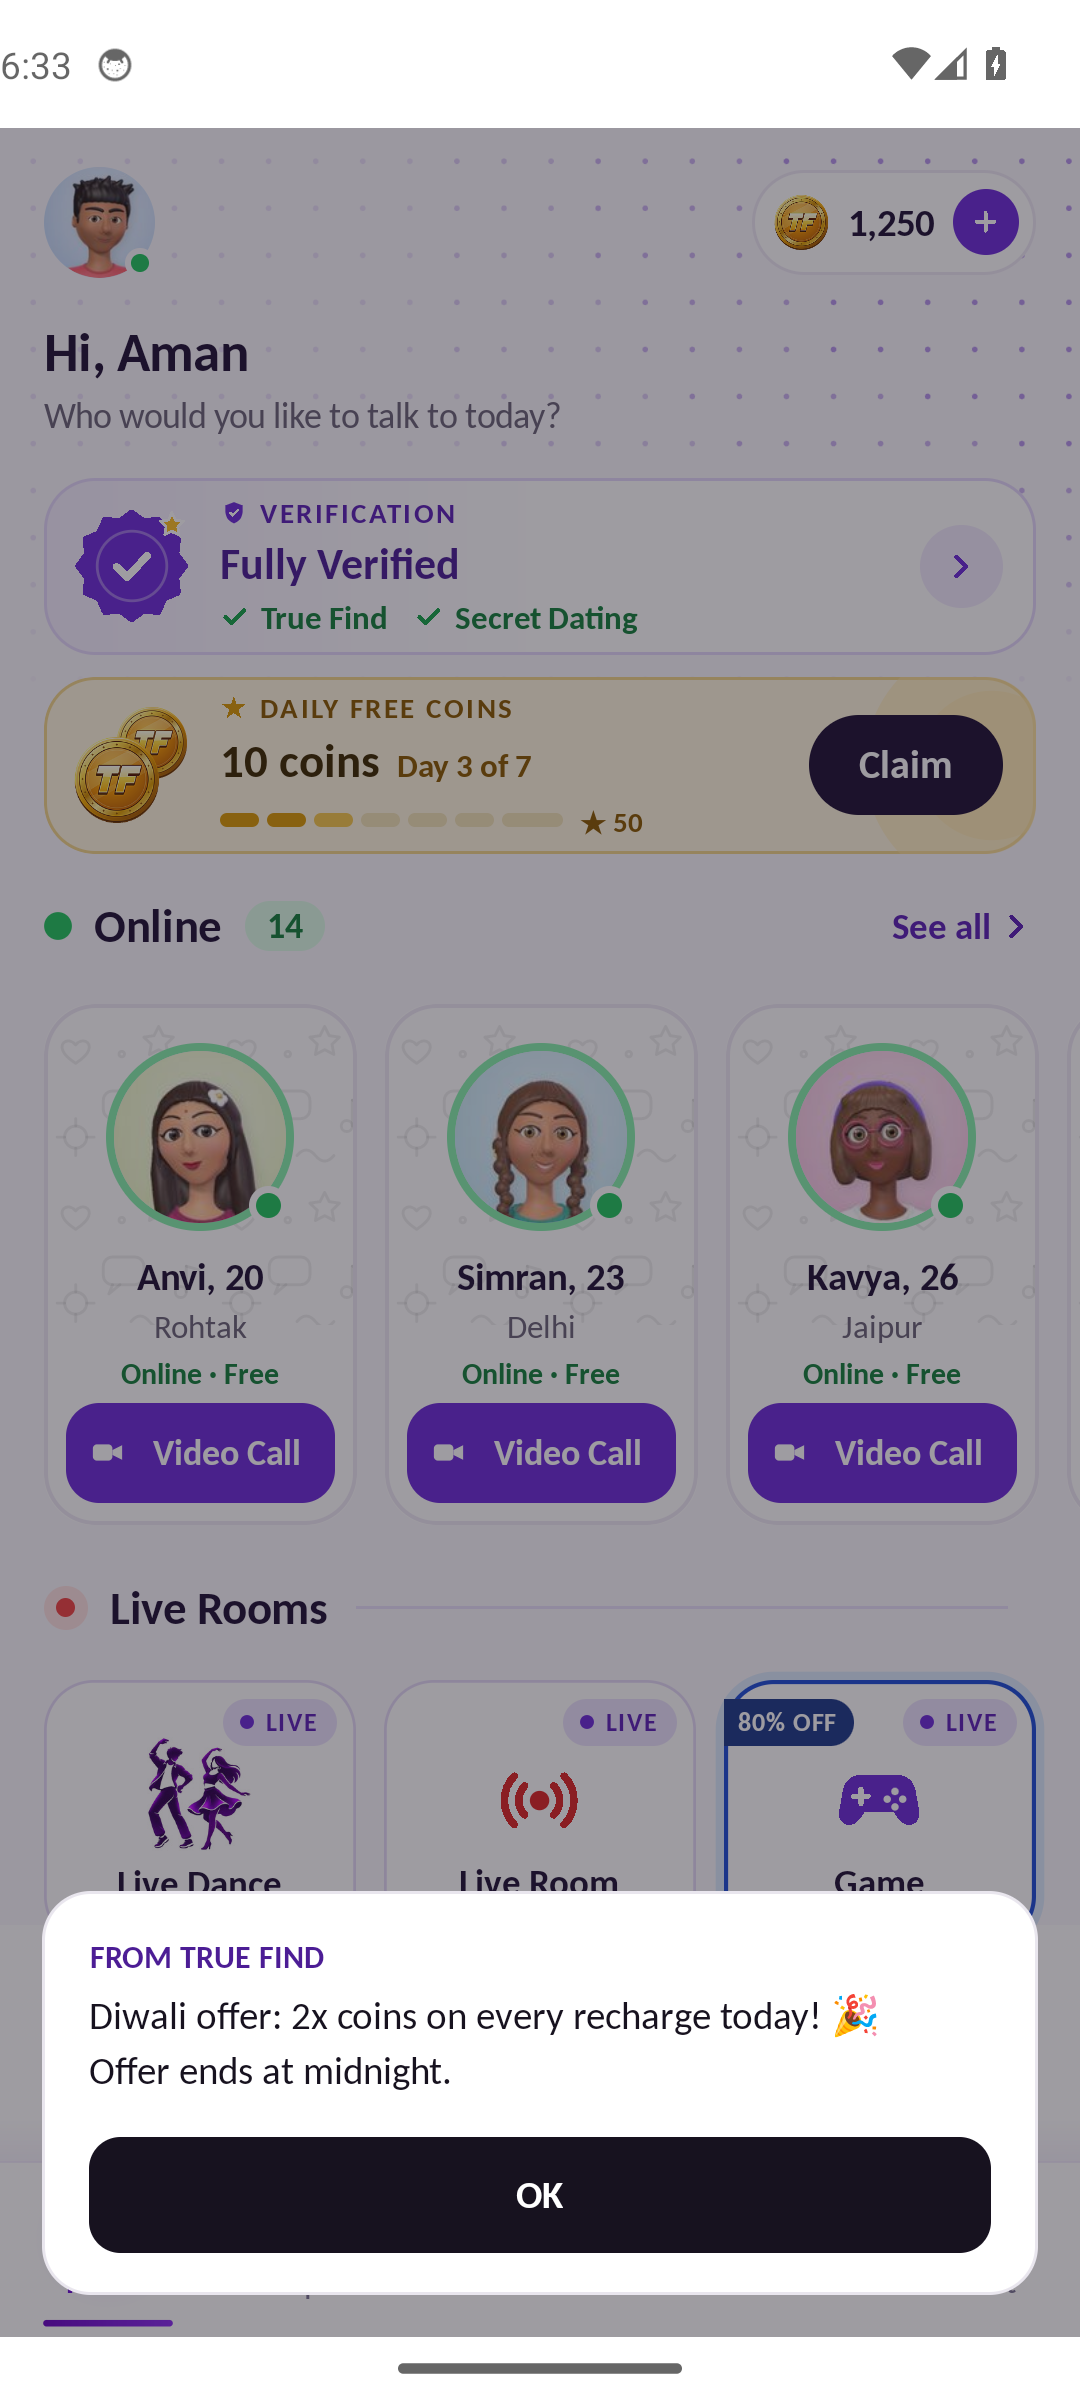 6:33
1,250
Hi, Aman
Who would you like to talk to today?
VERIFICATION
Fully Verified
True Find Secret Dating
DAILY FREE COINS
10 coins Day 3 of 7
★ 50
Claim
Online 14
See all
Anvi, 20
Rohtak
Online · Free
Video Call
Simran, 23
Delhi
Online · Free
Video Call
Kavya, 26
Jaipur
Online · Free
Video Call
Live Rooms
LIVE
Live Dance
LIVE
Live Room
80% OFF
LIVE
Game
FROM TRUE FIND
Diwali offer: 2x coins on every recharge today! 🎉
Offer ends at midnight.
OK